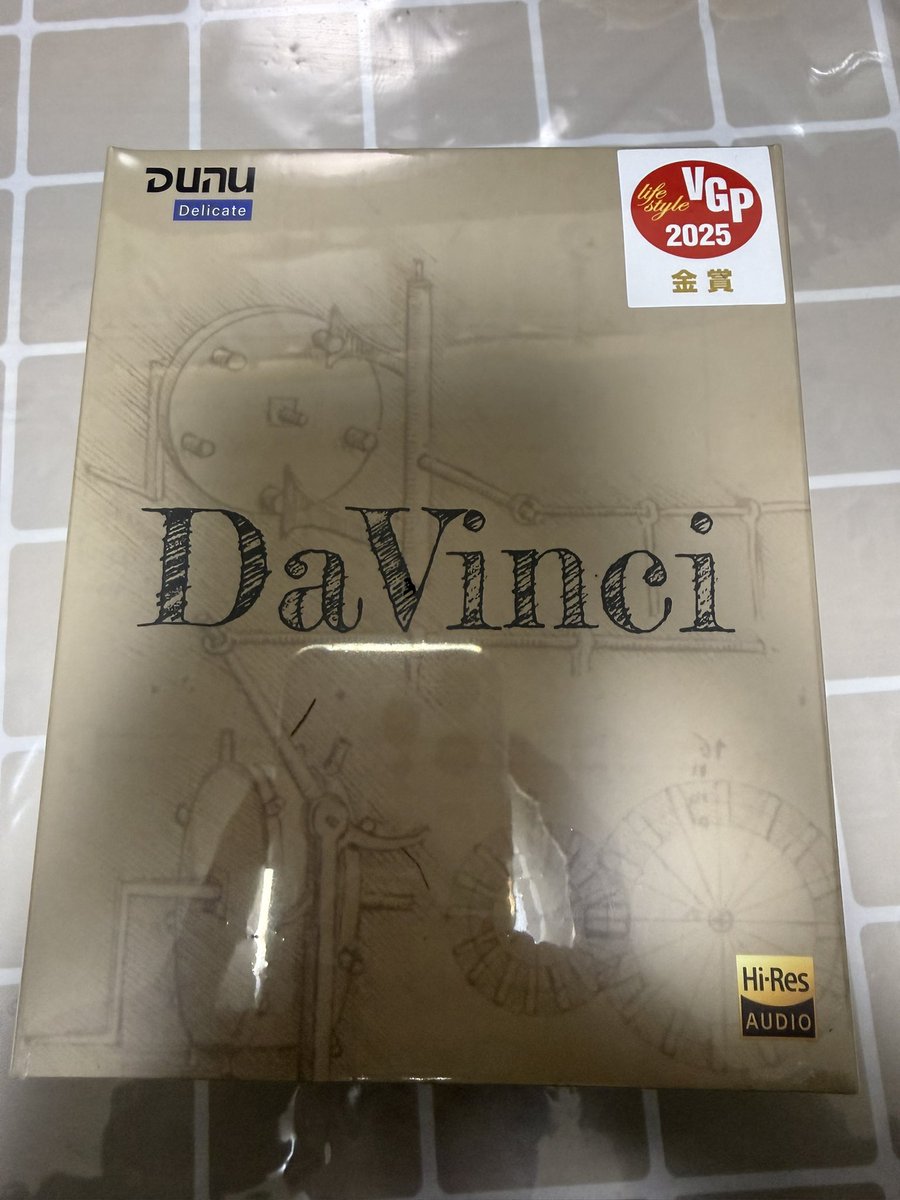 DUNU
Delicate
life style VGP
2025
金賞
DaVinci
Hi-Res
AUDIO